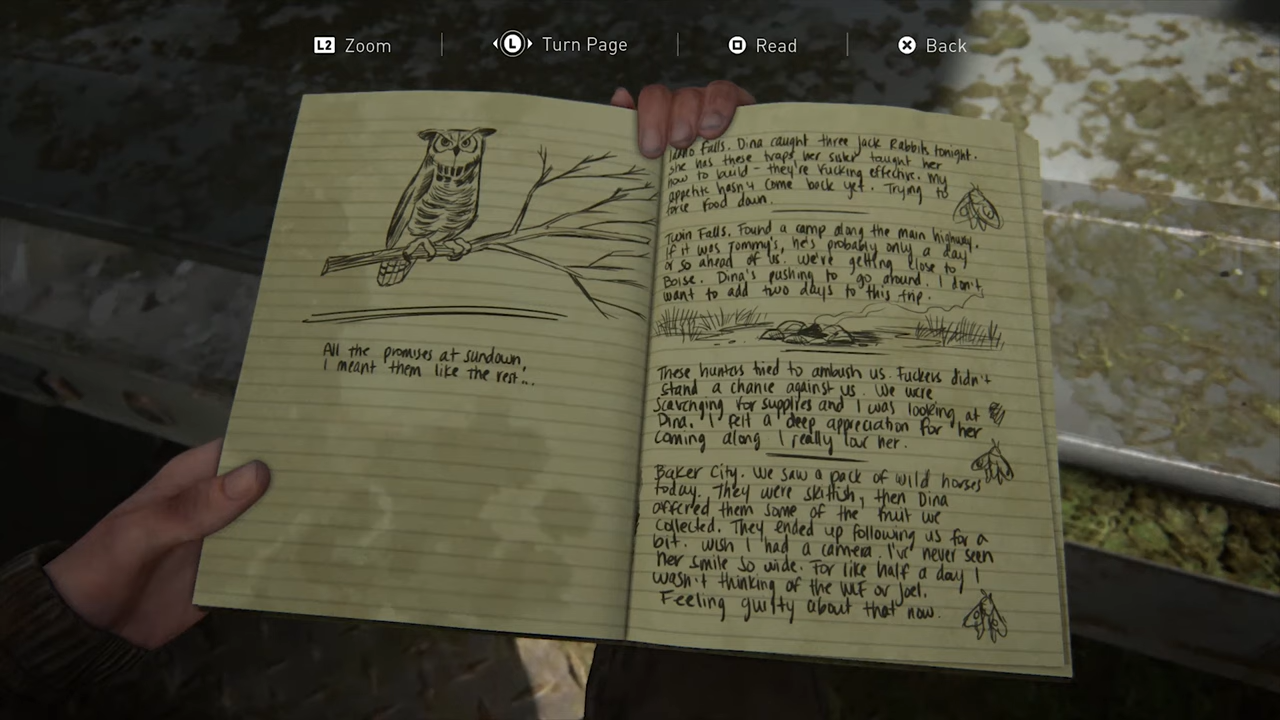 L2 Zoom
L Turn Page
Read
Back
All the promises at sundown,
I meant them like the rest...
Idaho Falls. Dina caught three Jack Rabbits tonight.
She has these traps her sister taught her
how to build - they're fucking effective. My
appetite hasn't come back yet. Trying to
force food down.
Twin Falls. Found a camp along the main highway.
If it was Tommy's, he's probably only a day
or so ahead of us. We're getting close to
Boise. Dina's pushing to go around. I don't
want to add two days to this trip.
These hunters tried to ambush us. Fuckers didn't
stand a chance against us. We were
scavenging for supplies and I was looking at
Dina. I felt a deep appreciation for her
coming along I really love her.
Baker City. We saw a pack of wild horses
today. They were skittish, then Dina
offered them some of the fruit we
collected. They ended up following us for a
bit. Wish I had a camera. I've never seen
her smile so wide. For like half a day I
wasn't thinking of the WLF or Joel.
Feeling guilty about that now.